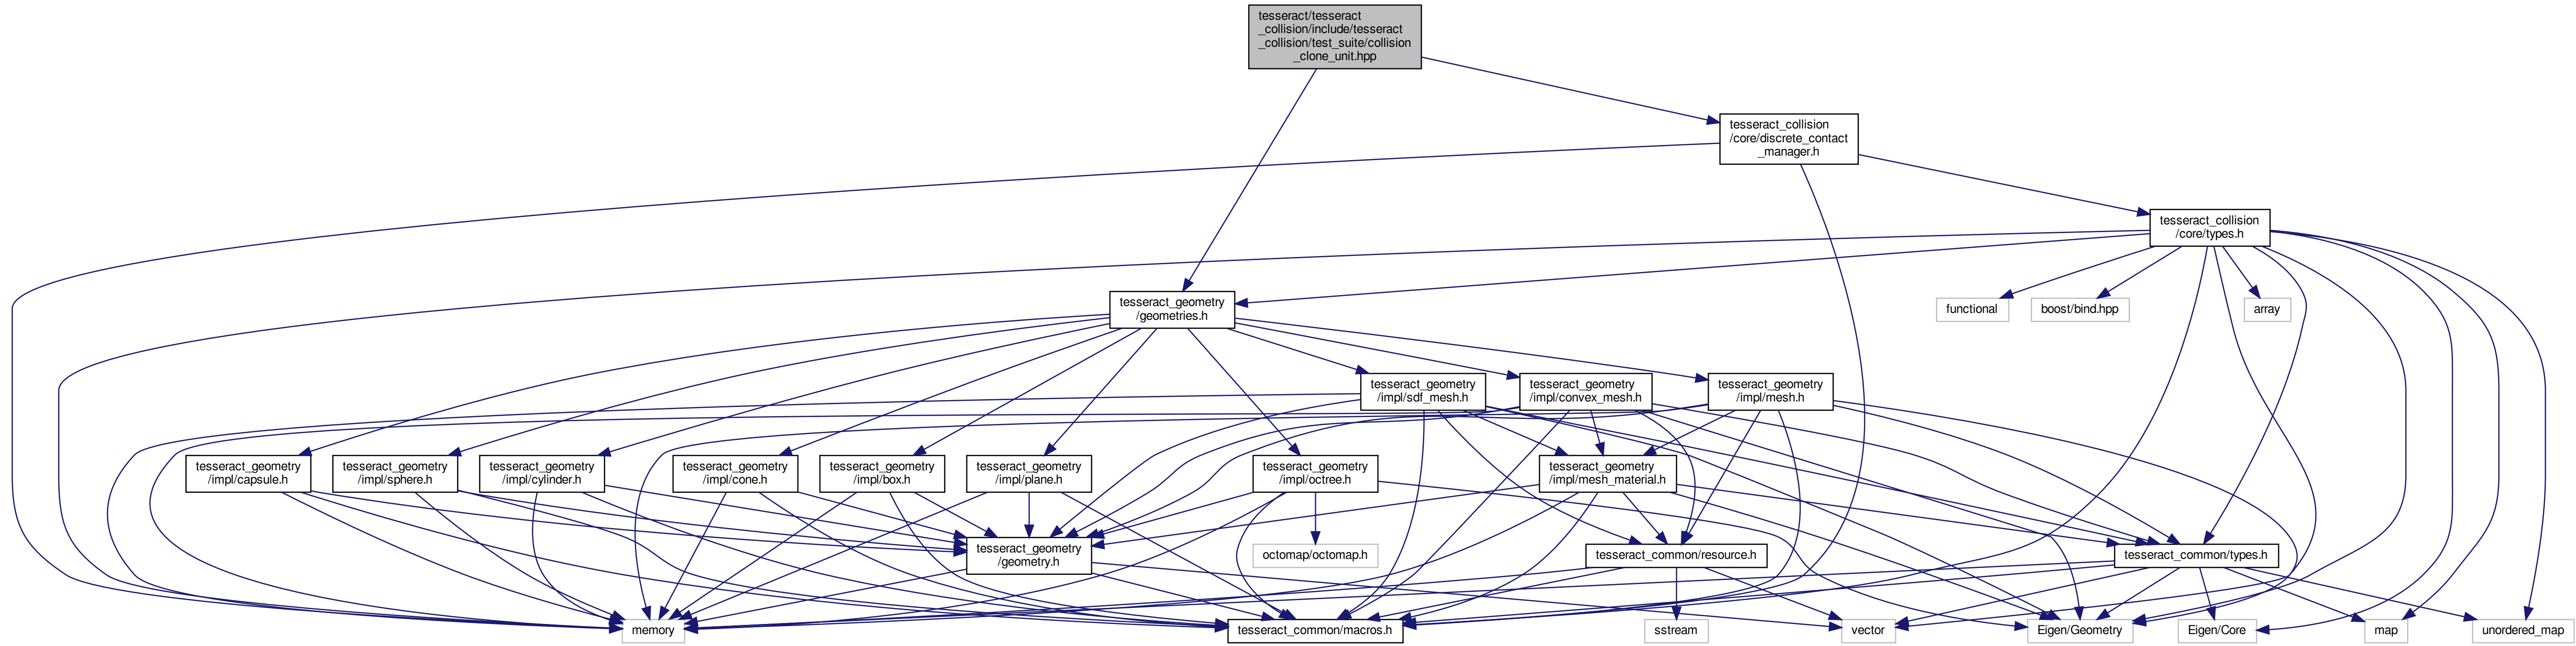 tesseract/tesseract
_collision/include/tesseract
_collision/test_suite/collision
_clone_unit.hpp
tesseract_collision
/core/discrete_contact
_manager.h
tesseract_collision
/core/types.h
tesseract_geometry
/geometries.h
functional
boost/bind.hpp
array
tesseract_geometry
/impl/sdf_mesh.h
tesseract_geometry
/impl/convex_mesh.h
tesseract_geometry
/impl/mesh.h
tesseract_geometry
/impl/capsule.h
tesseract_geometry
/impl/sphere.h
tesseract_geometry
/impl/cylinder.h
tesseract_geometry
/impl/cone.h
tesseract_geometry
/impl/box.h
tesseract_geometry
/impl/plane.h
tesseract_geometry
/impl/octree.h
tesseract_geometry
/impl/mesh_material.h
tesseract_geometry
/geometry.h
octomap/octomap.h
tesseract_common/resource.h
tesseract_common/types.h
memory
tesseract_common/macros.h
sstream
vector
Eigen/Geometry
Eigen/Core
map
unordered_map